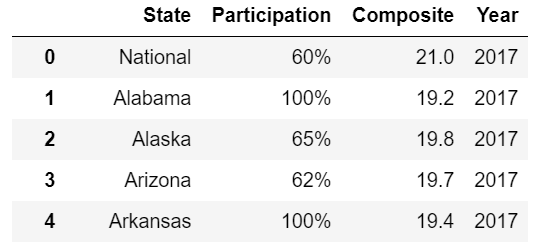 State Participation Composite Year
0 National 60% 21.0 2017
1 Alabama 100% 19.2 2017
2 Alaska 65% 19.8 2017
3 Arizona 62% 19.7 2017
4 Arkansas 100% 19.4 2017